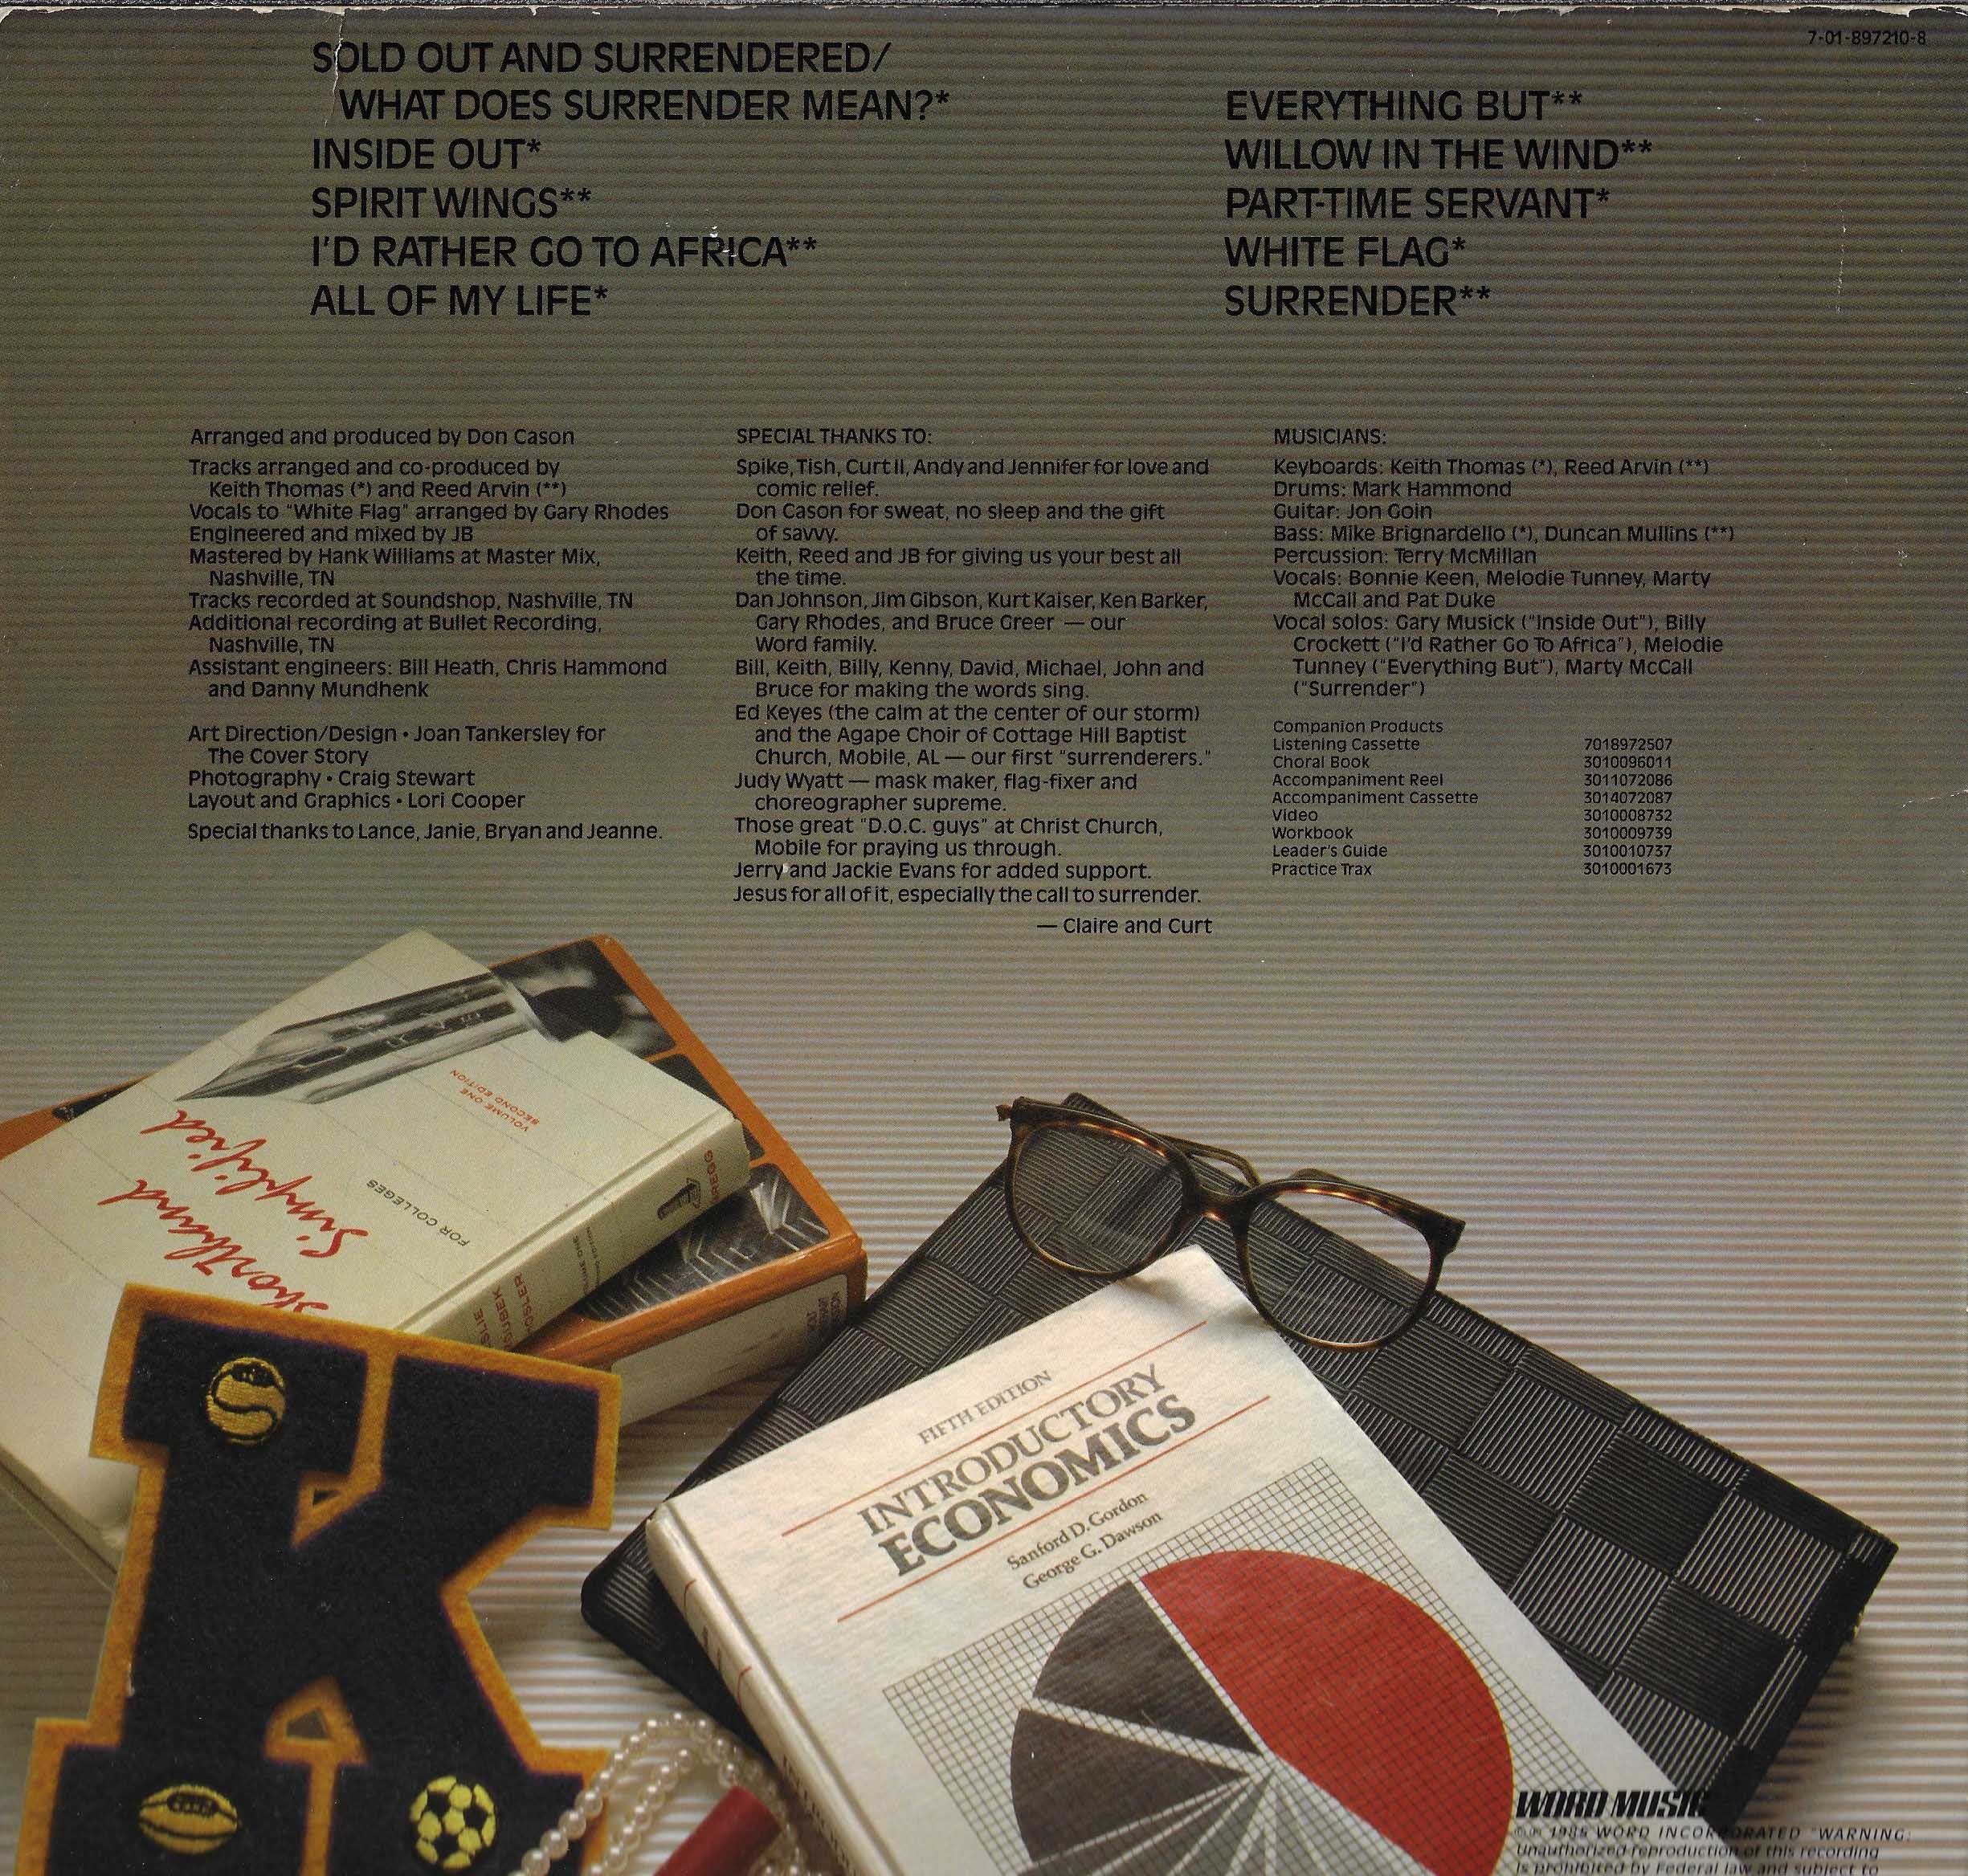 7-01-897210-8
SOLD OUT AND SURRENDERED/
WHAT DOES SURRENDER MEAN?*
INSIDE OUT*
SPIRIT WINGS**
I'D RATHER GO TO AFRICA**
ALL OF MY LIFE*
EVERYTHING BUT**
WILLOW IN THE WIND**
PART-TIME SERVANT*
WHITE FLAG*
SURRENDER**
Arranged and produced by Don Cason
Tracks arranged and co-produced by
Keith Thomas (*) and Reed Arvin (**)
Vocals to "White Flag" arranged by Gary Rhodes
Engineered and mixed by JB
Mastered by Hank Williams at Master Mix,
Nashville, TN
Tracks recorded at Soundshop, Nashville, TN
Additional recording at Bullet Recording,
Nashville, TN
Assistant engineers: Bill Heath, Chris Hammond
and Danny Mundhenk
Art Direction/Design • Joan Tankersley for
The Cover Story
Photography • Craig Stewart
Layout and Graphics • Lori Cooper
Special thanks to Lance, Janie, Bryan and Jeanne.
SPECIAL THANKS TO:
Spike, Tish, Curt II, Andy and Jennifer for love and
comic relief.
Don Cason for sweat, no sleep and the gift
of savvy.
Keith, Reed and JB for giving us your best all
the time.
Dan Johnson, Jim Gibson, Kurt Kaiser, Ken Barker,
Gary Rhodes, and Bruce Greer — our
Word family.
Bill, Keith, Billy, Kenny, David, Michael, John and
Bruce for making the words sing.
Ed Keyes (the calm at the center of our storm)
and the Agape Choir of Cottage Hill Baptist
Church, Mobile, AL — our first "surrenderers."
Judy Wyatt — mask maker, flag-fixer and
choreographer supreme.
Those great "D.O.C. guys" at Christ Church,
Mobile for praying us through.
Jerry and Jackie Evans for added support.
Jesus for all of it, especially the call to surrender.
— Claire and Curt
MUSICIANS:
Keyboards: Keith Thomas (*), Reed Arvin (**)
Drums: Mark Hammond
Guitar: Jon Goin
Bass: Mike Brignardello (*), Duncan Mullins (**)
Percussion: Terry McMillan
Vocals: Bonnie Keen, Melodie Tunney, Marty
McCall and Pat Duke
Vocal solos: Gary Musick ("Inside Out"), Billy
Crockett ("I'd Rather Go To Africa"), Melodie
Tunney ("Everything But"), Marty McCall
("Surrender")
Companion Products
Listening Cassette 7018972507
Choral Book 3010096011
Accompaniment Reel 3011072086
Accompaniment Cassette 3014072087
Video 3010008732
Workbook 3010009739
Leader's Guide 3010010737
Practice Trax 3010001673
Shorthand
Simplified
FOR COLLEGES
VOLUME ONE
SECOND EDITION
GREGG
K
FIFTH EDITION
INTRODUCTORY
ECONOMICS
Sanford D. Gordon
George G. Dawson
WORD MUSIC
1985 WORD INCORPORATED "WARNING:
Unauthorized reproduction of this recording
is prohibited by Federal law and subject to